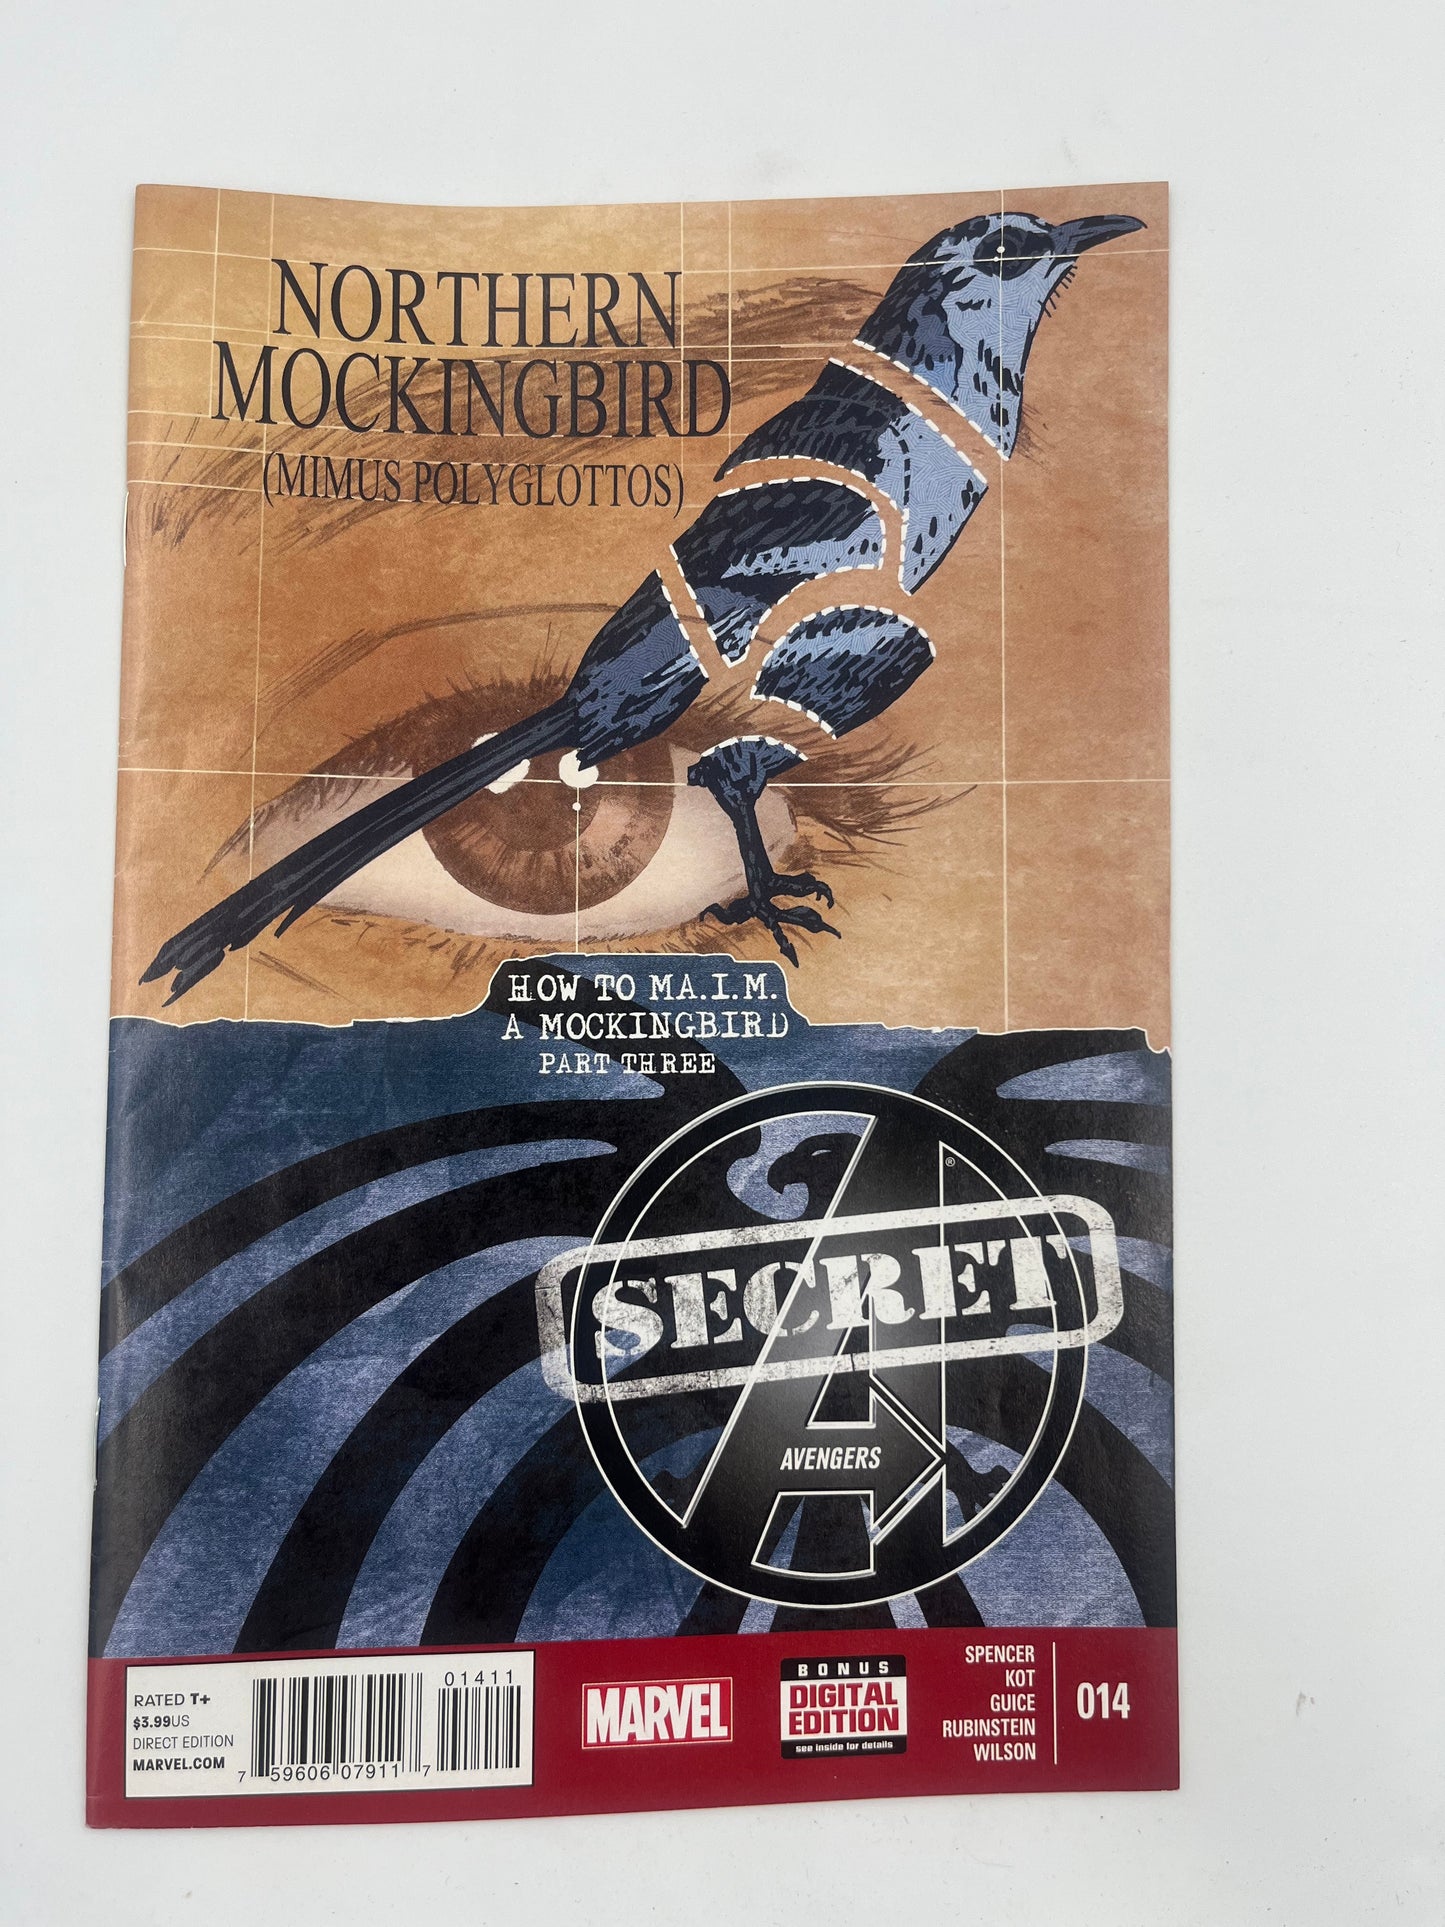 NORTHERN
MOCKINGBIRD
(MIMUS POLYGLOTTOS)
HOW TO MA.I.M.
A MOCKINGBIRD
PART THREE
®
SECRET
AVENGERS
RATED T+
$3.99US
DIRECT EDITION
MARVEL.COM
01411
7 59606 07911 7
MARVEL
BONUS
DIGITAL
EDITION
see inside for details
SPENCER
KOT
GUICE
RUBINSTEIN
WILSON
014